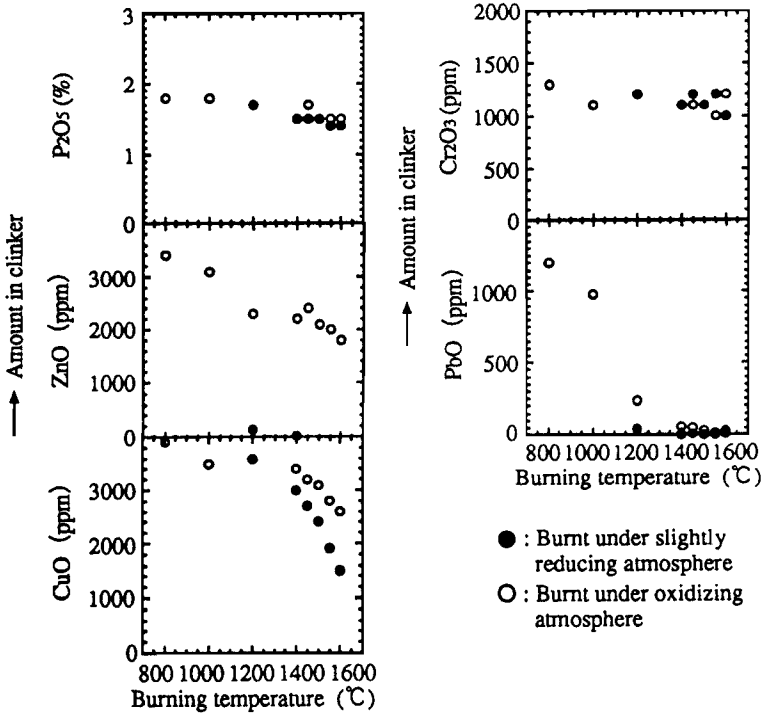 → Amount in clinker
P2O5 (%)
3
2
1
0
ZnO (ppm)
3000
2000
1000
0
CuO (ppm)
3000
2000
1000
0
800 1000 1200 1400 1600
Burning temperature (℃)
→ Amount in clinker
Cr2O3 (ppm)
2000
1500
1000
500
0
PbO (ppm)
1000
500
0
800 1000 1200 1400 1600
Burning temperature (℃)
● : Burnt under slightly
reducing atmosphere
○ : Burnt under oxidizing
atmosphere